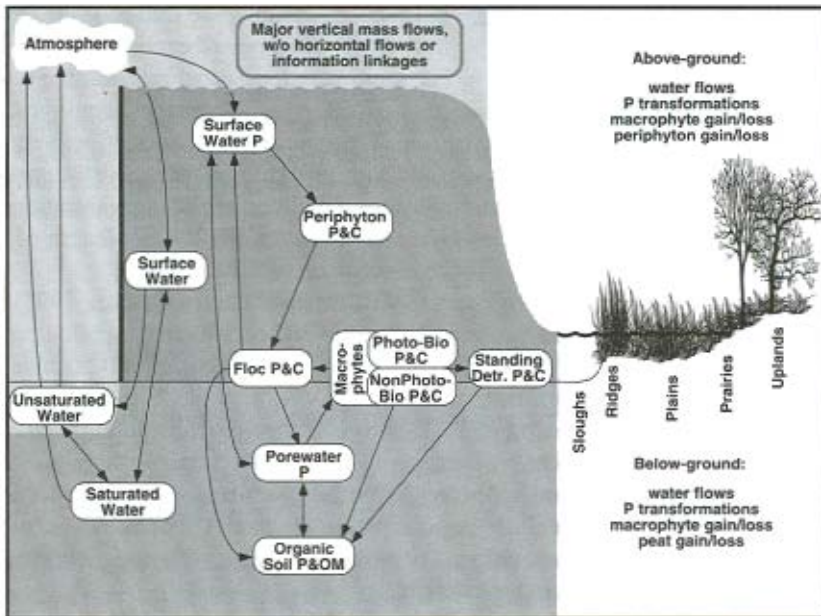 Atmosphere
Major vertical mass flows,
w/o horizontal flows or
information linkages
Above-ground:
water flows
P transformations
macrophyte gain/loss
periphyton gain/loss
Surface
Water P
Periphyton
P&C
Surface
Water
Floc P&C
Macro-
phytes
Photo-Bio
P&C
NonPhoto-
Bio P&C
Standing
Detr. P&C
Unsaturated
Water
Saturated
Water
Porewater
P
Organic
Soil P&OM
Sloughs
Ridges
Plains
Prairies
Uplands
Below-ground:
water flows
P transformations
macrophyte gain/loss
peat gain/loss